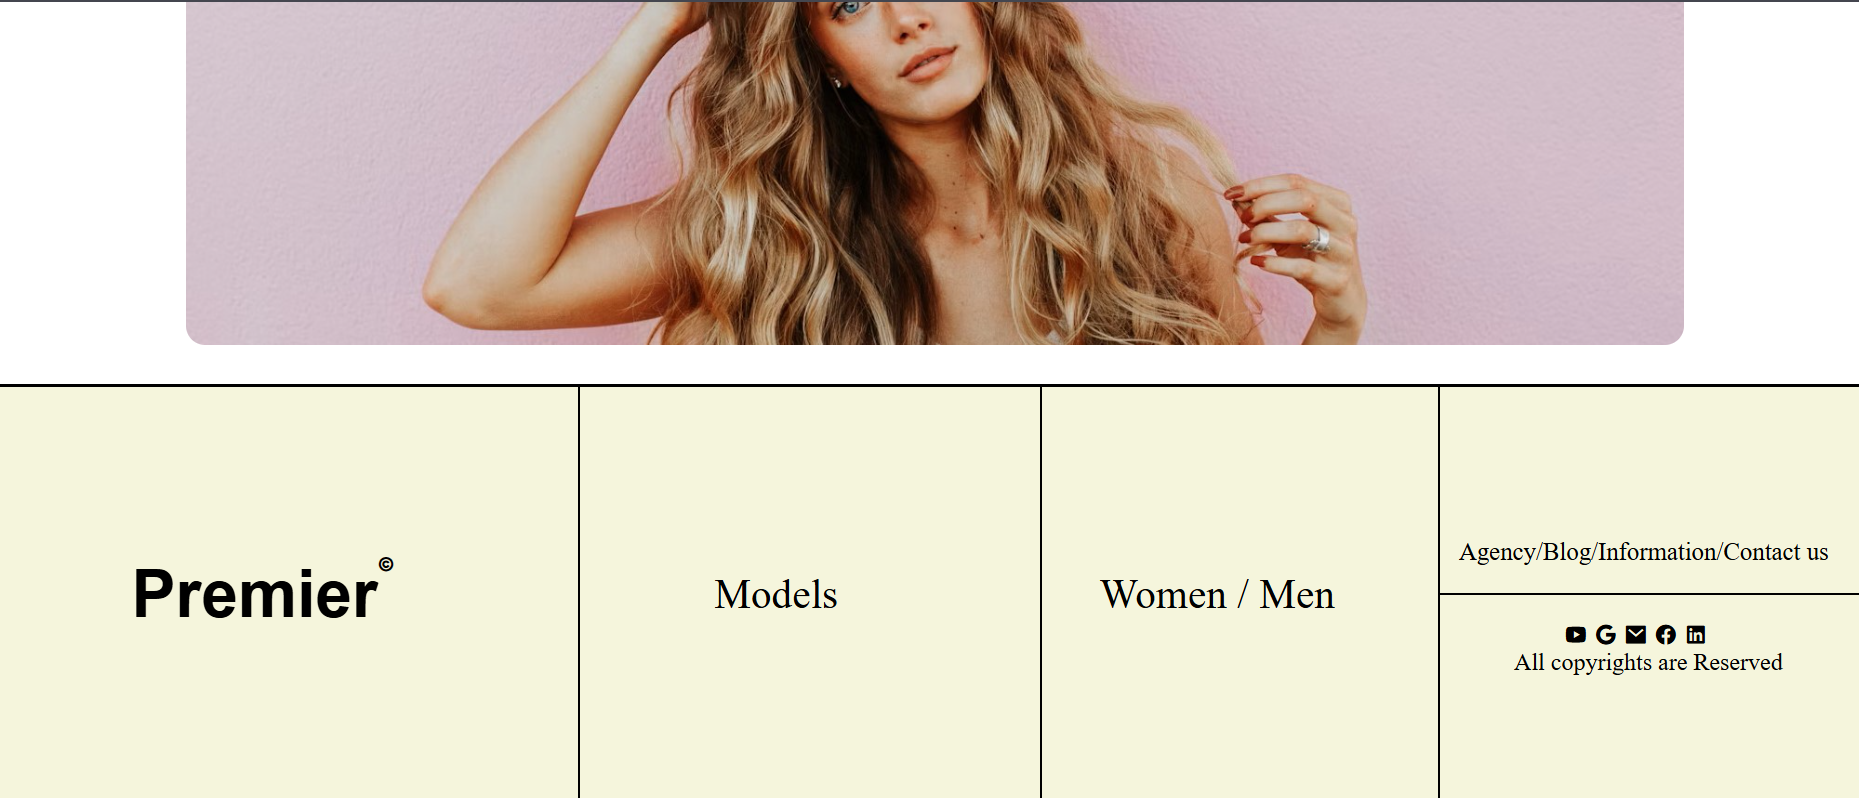 Premier©
Models
Women / Men
Agency/Blog/Information/Contact us
All copyrights are Reserved